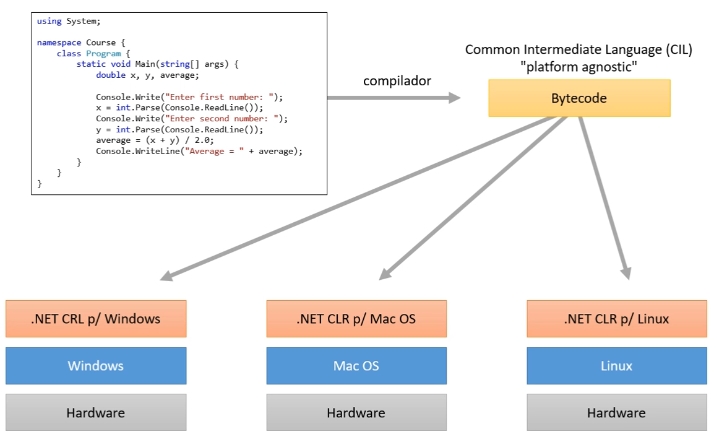 using System;
namespace Course {
class Program {
static void Main(string[] args) {
double x, y, average;
Console.Write("Enter first number: ");
x = int.Parse(Console.ReadLine());
Console.Write("Enter second number: ");
y = int.Parse(Console.ReadLine());
average = (x + y) / 2.0;
Console.WriteLine("Average = " + average);
}
}
}
compilador
Common Intermediate Language (CIL)
"platform agnostic"
Bytecode
.NET CRL p/ Windows
.NET CLR p/ Mac OS
.NET CLR p/ Linux
Windows
Mac OS
Linux
Hardware
Hardware
Hardware